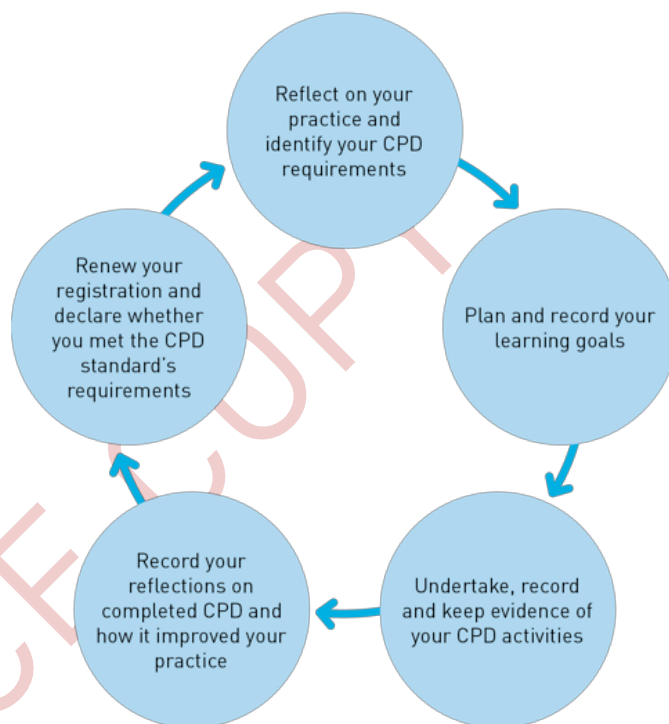 Reflect on your
practice and
identify your CPD
requirements
Plan and record your
learning goals
Undertake, record
and keep evidence of
your CPD activities
Record your
reflections on
completed CPD and
how it improved your
practice
Renew your
registration and
declare whether
you met the CPD
standard's
requirements
CE COPY